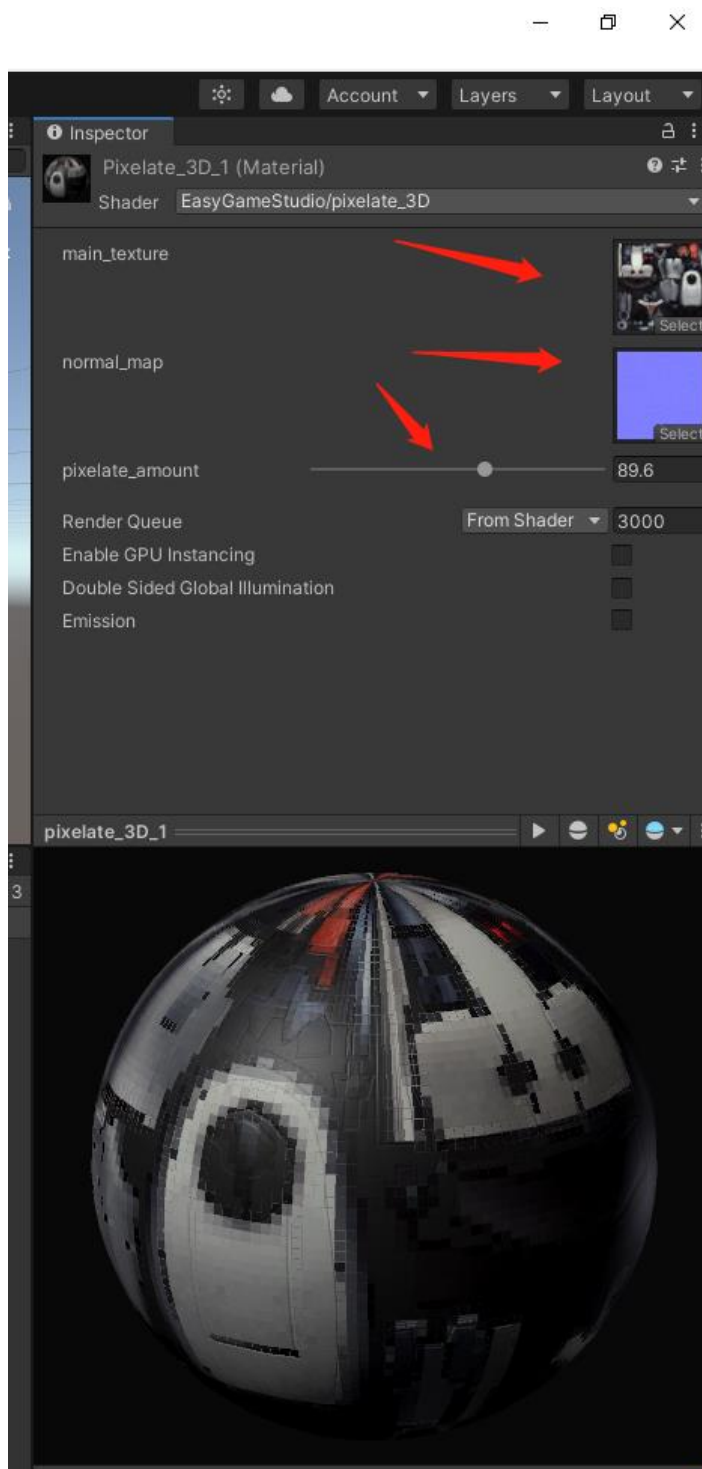 Account
Layers
Layout
Inspector
Pixelate_3D_1 (Material)
Shader
EasyGameStudio/pixelate_3D
main_texture
Select
normal_map
Select
pixelate_amount
89.6
Render Queue
From Shader
3000
Enable GPU Instancing
Double Sided Global Illumination
Emission
pixelate_3D_1
3